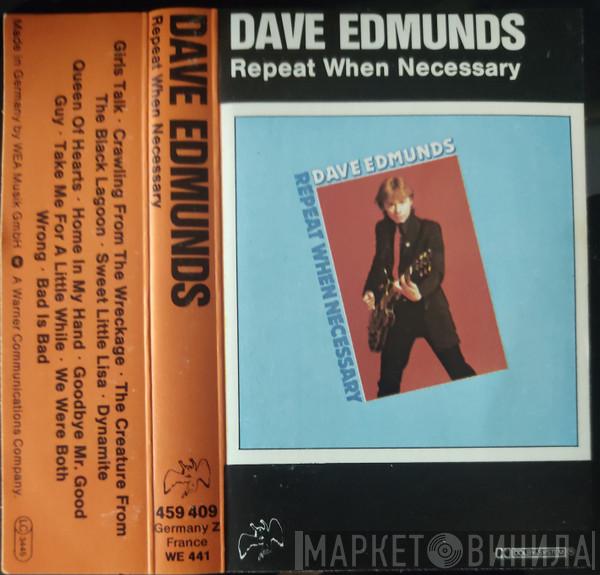 DAVE EDMUNDS
Repeat When Necessary
DAVE EDMUNDS
REPEAT WHEN NECESSARY
DOLBY SYSTEM
DAVE EDMUNDS
Repeat When Necessary
459 409
Germany Z
France
WE 441
Girls Talk · Crawling From The Wreckage · The Creature From
The Black Lagoon · Sweet Little Lisa · Dynamite
Queen Of Hearts · Home In My Hand · Goodbye Mr. Good
Guy · Take Me For A Little While · We Were Both
Wrong · Bad Is Bad
Made in Germany by WEA Musik GmbH A Warner Communications Company.
LC
3445
МАРКЕТ ВИНИЛА